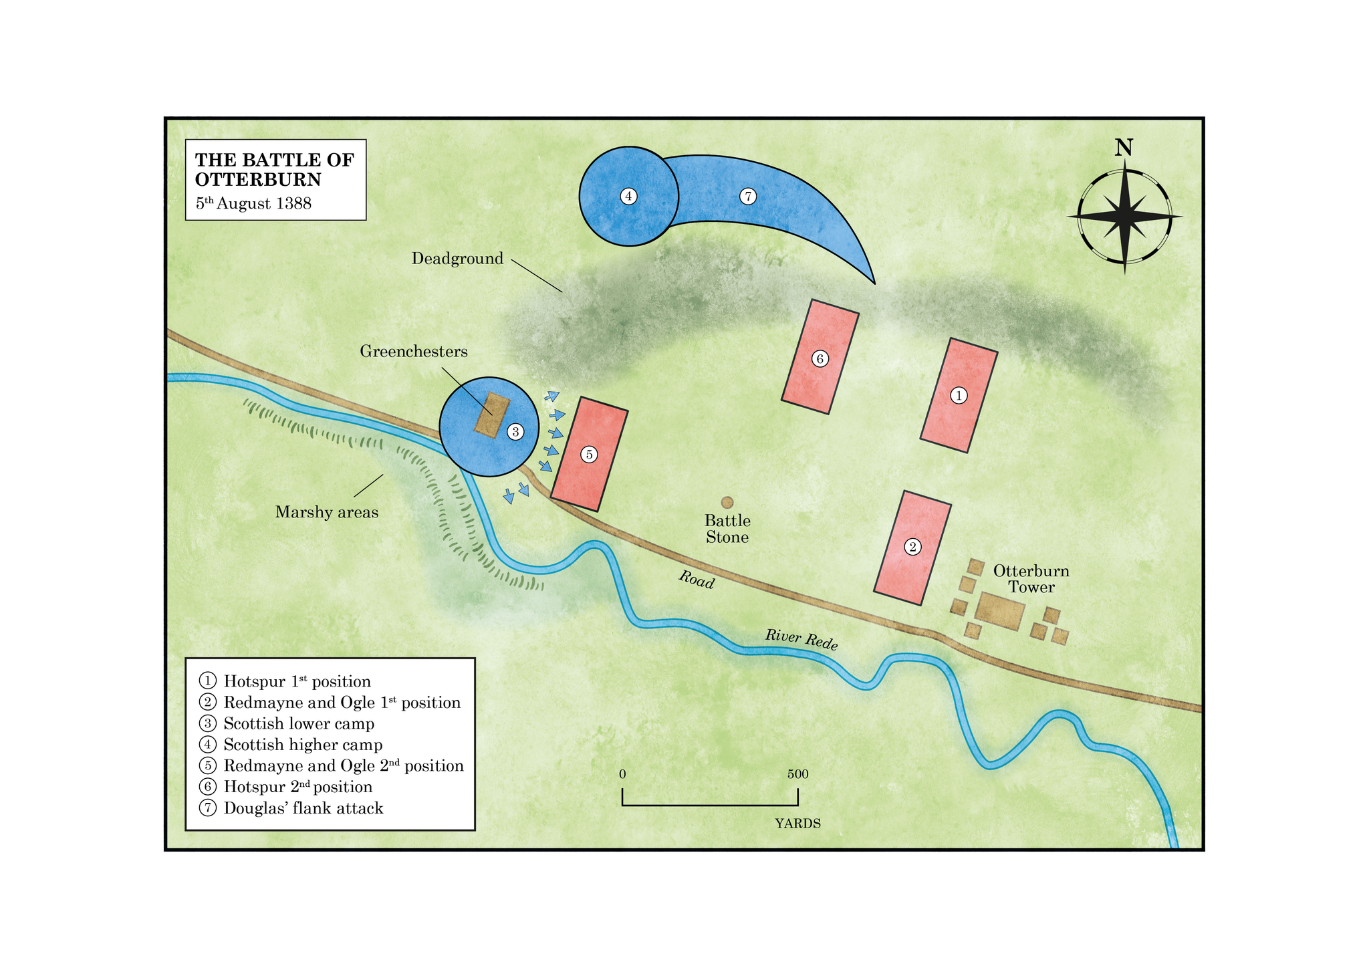 THE BATTLE OF
OTTERBURN
5th August 1388
N
4
7
Deadground
Greenchesters
6
1
3
5
Marshy areas
Battle
Stone
2
Otterburn
Tower
Road
River Rede
1 Hotspur 1st position
2 Redmayne and Ogle 1st position
3 Scottish lower camp
4 Scottish higher camp
5 Redmayne and Ogle 2nd position
6 Hotspur 2nd position
7 Douglas’ flank attack
0 500
YARDS